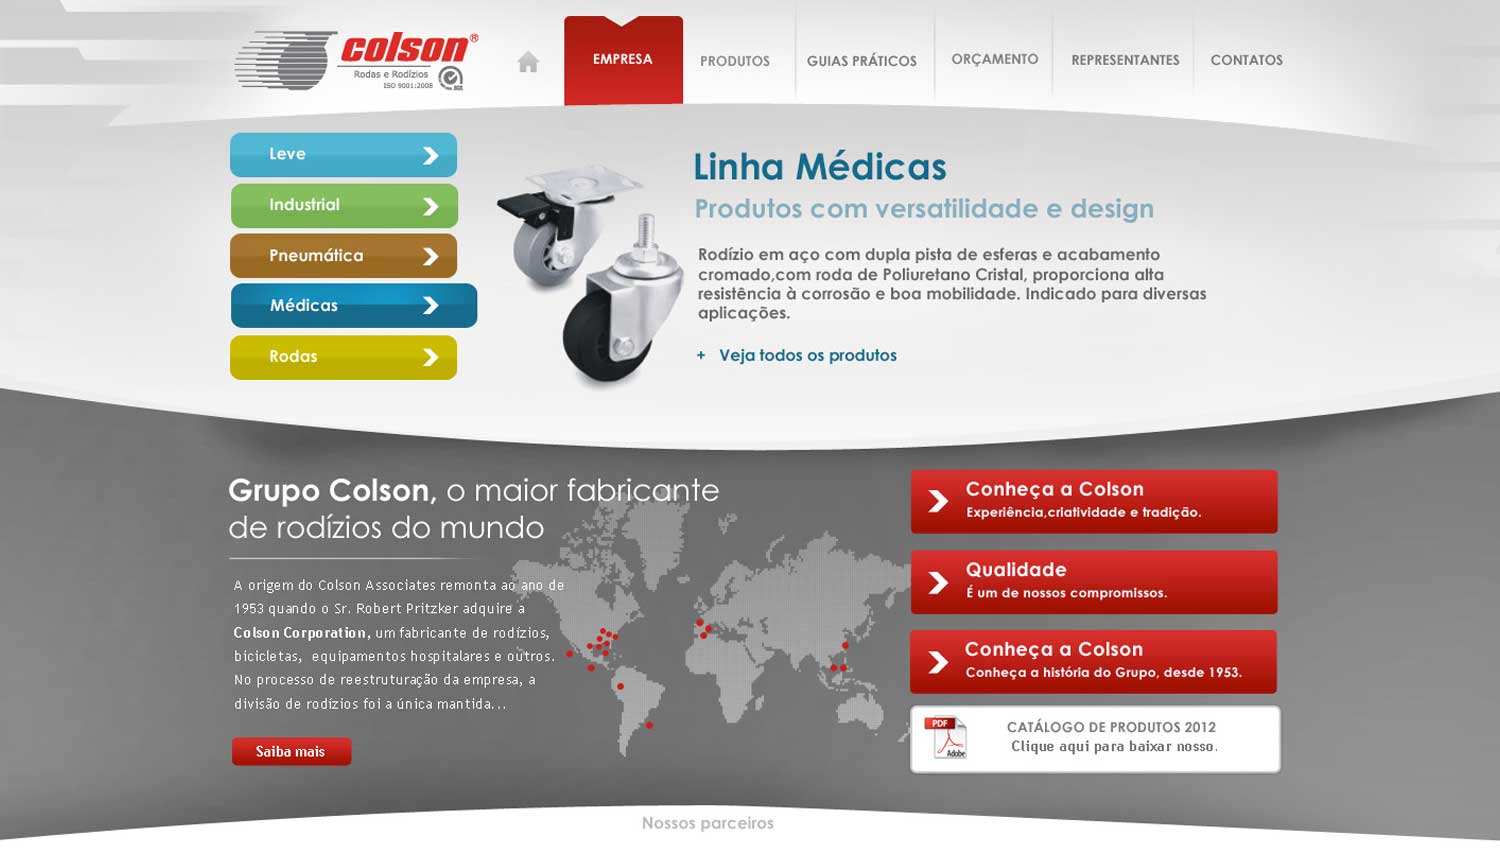 colson®
Rodas e Rodízios
ISO 9001:2008
EMPRESA
PRODUTOS
GUIAS PRÁTICOS
ORÇAMENTO
REPRESENTANTES
CONTATOS
Leve
Industrial
Pneumática
Médicas
Rodas
Linha Médicas
Produtos com versatilidade e design
Rodízio em aço com dupla pista de esferas e acabamento
cromado,com roda de Poliuretano Cristal, proporciona alta
resistência à corrosão e boa mobilidade. Indicado para diversas
aplicações.
+ Veja todos os produtos
Grupo Colson, o maior fabricante
de rodízios do mundo
A origem do Colson Associates remonta ao ano de
1953 quando o Sr. Robert Pritzker adquire a
Colson Corporation, um fabricante de rodízios,
bicicletas, equipamentos hospitalares e outros.
No processo de reestruturação da empresa, a
divisão de rodízios foi a única mantida...
Saiba mais
Conheça a Colson
Experiência,criatividade e tradição.
Qualidade
É um de nossos compromissos.
Conheça a Colson
Conheça a história do Grupo, desde 1953.
PDF
Adobe
CATÁLOGO DE PRODUTOS 2012
Clique aqui para baixar nosso.
Nossos parceiros